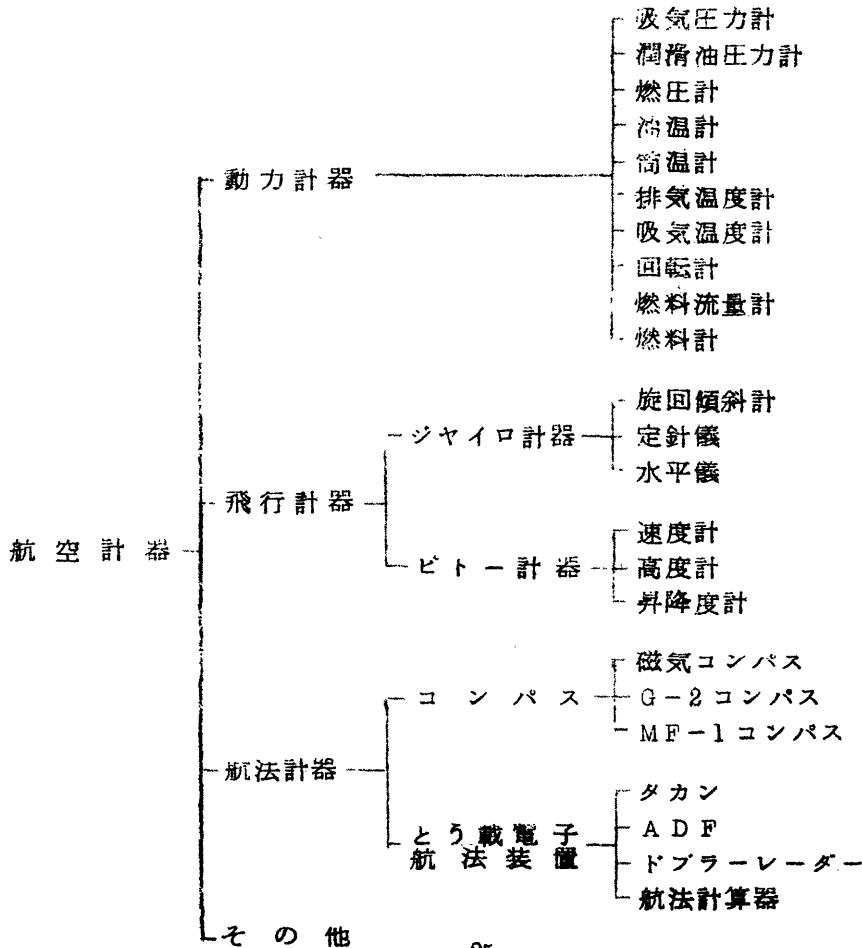 吸気圧力計
潤滑油圧力計
燃圧計
油温計
筒温計
動力計器
排気温度計
吸気温度計
回転計
燃料流量計
燃料計
旋回傾斜計
ジヤイロ計器
定針儀
水平儀
飛行計器
速度計
航空計器
ピトー計器
高度計
昇降度計
磁気コンパス
コンパス
G-2コンパス
MF-1コンパス
航法計器
タカン
とう載電子
航法装置
ADF
ドプラーレーダー
航法計算器
その他